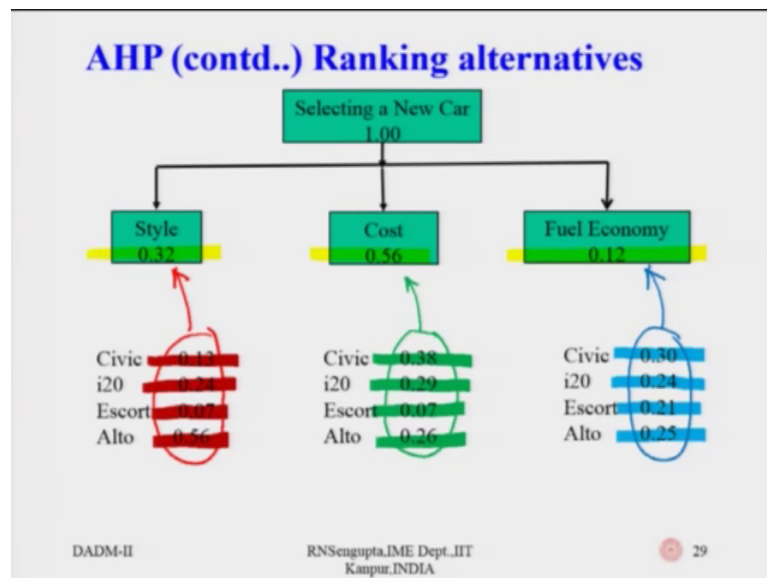 AHP (contd..) Ranking alternatives
Selecting a New Car
1.00
Style
0.32
Cost
0.56
Fuel Economy
0.12
Civic 0.13
i20 0.24
Escort 0.07
Alto 0.56
Civic 0.38
i20 0.29
Escort 0.07
Alto 0.26
Civic 0.30
i20 0.24
Escort 0.21
Alto 0.25
DADM-II
RNSengupta,IME Dept.,IIT
Kanpur,INDIA
29